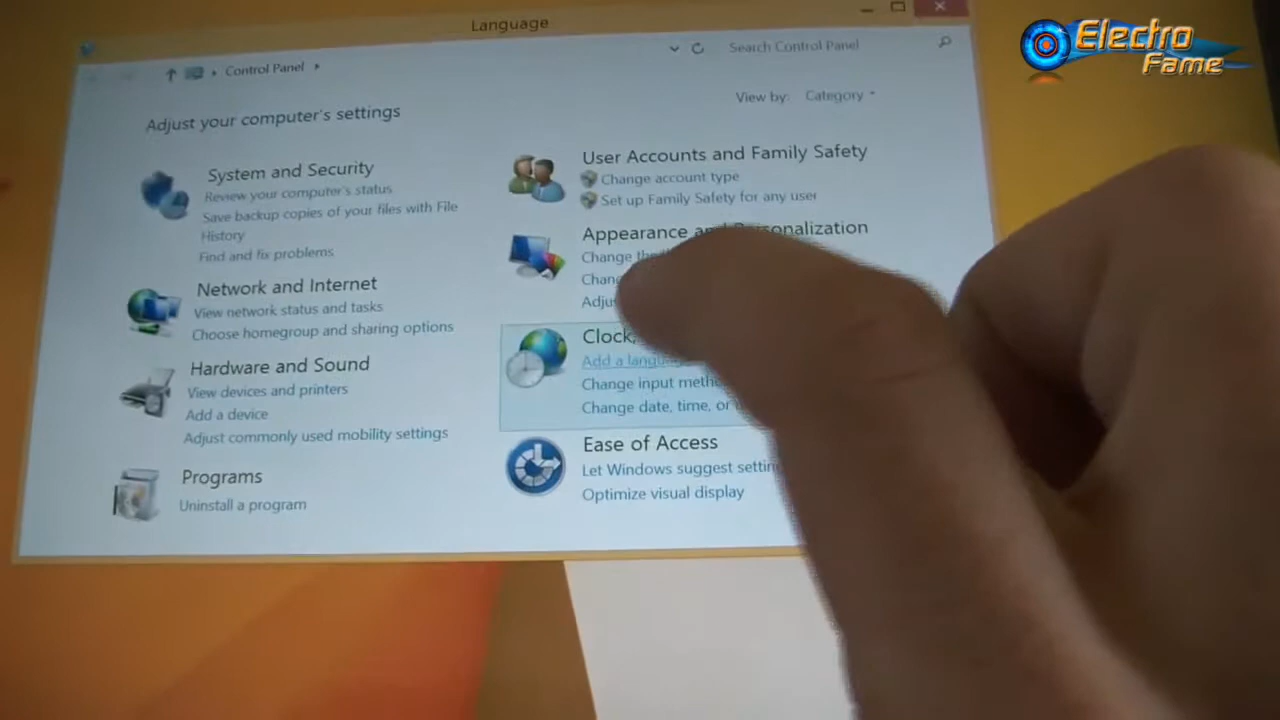 Language
Electro
Fame
Control Panel
Search Control Panel
Adjust your computer's settings
View by: Category
System and Security
Review your computer's status
Save backup copies of your files with File
History
Find and fix problems
Network and Internet
View network status and tasks
Choose homegroup and sharing options
Hardware and Sound
View devices and printers
Add a device
Adjust commonly used mobility settings
Programs
Uninstall a program
User Accounts and Family Safety
Change account type
Set up Family Safety for any user
Appearance and Personalization
Change the
Clock,
Add a
Change input
Change date, time, or
Ease of Access
Let Windows suggest
Optimize visual display